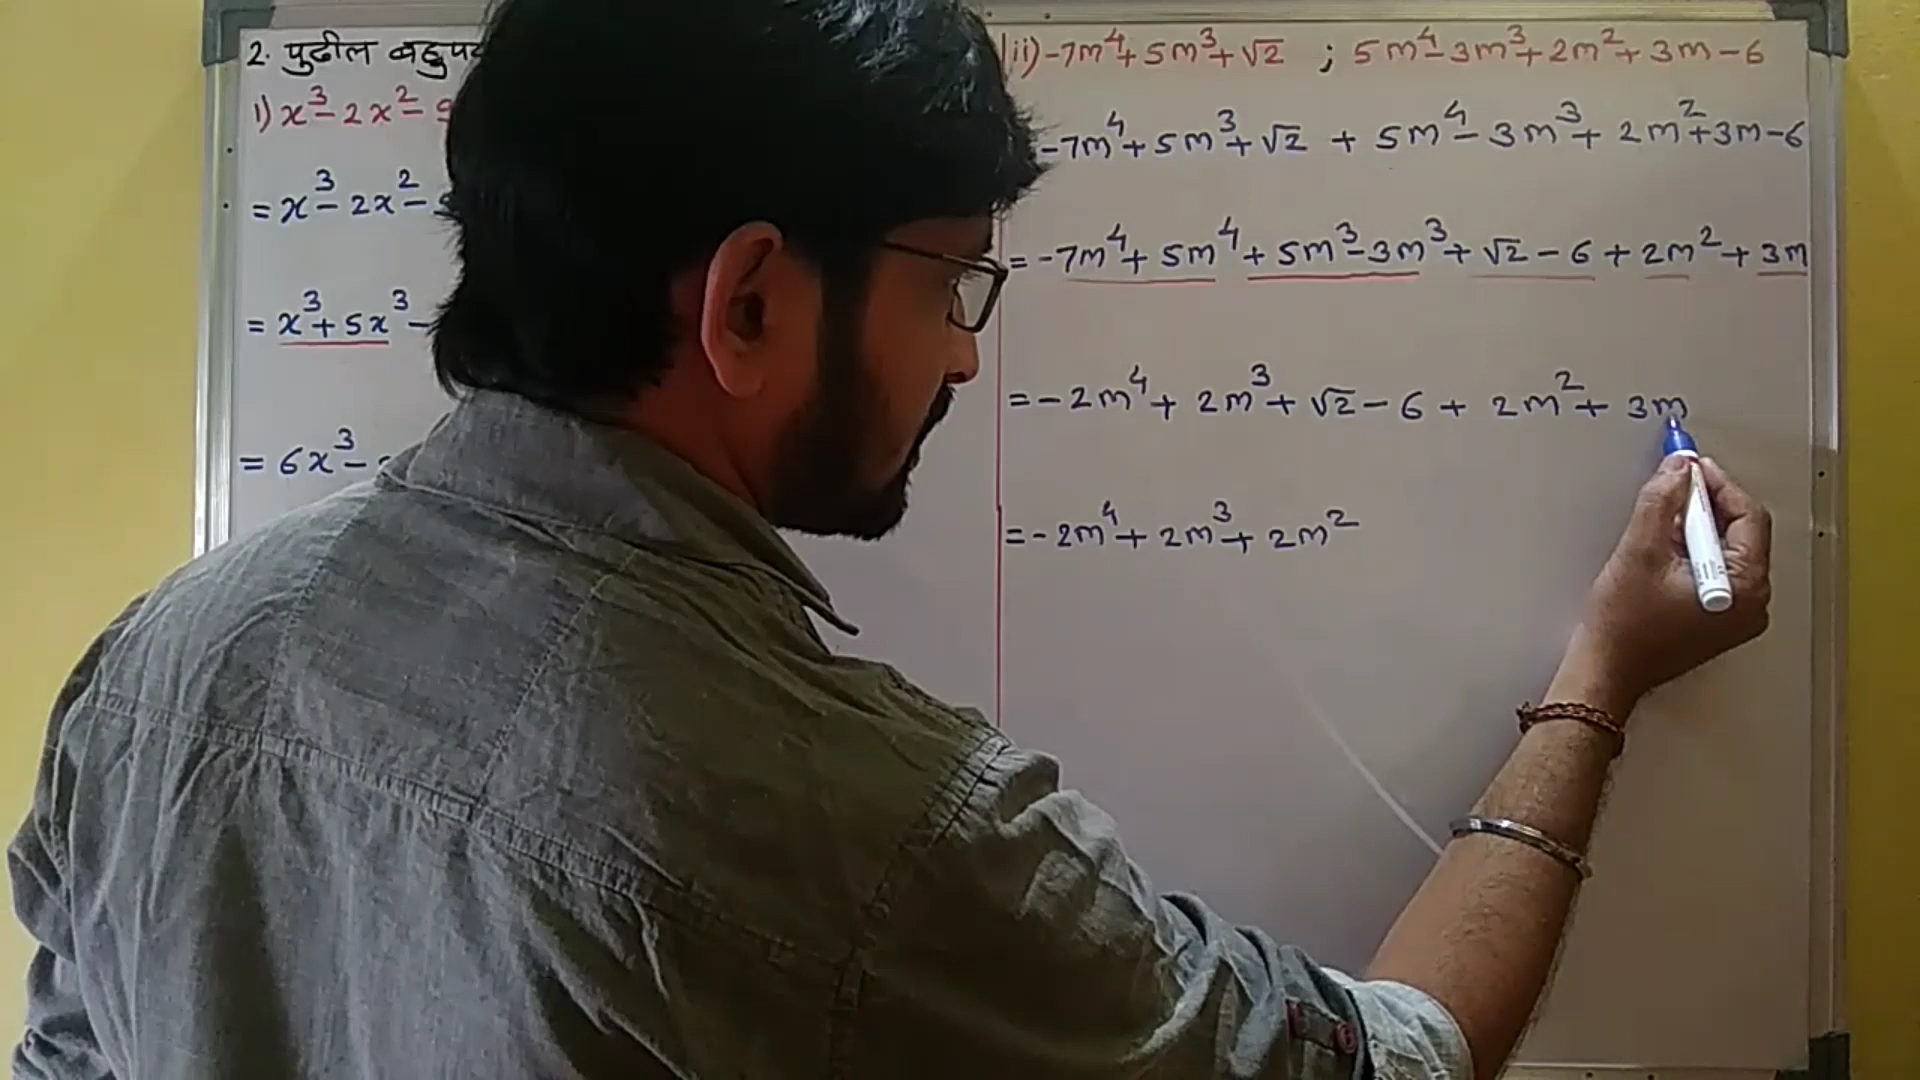 2. पुढील
1) x³ - 2x² -
= x³ - 2x² -
= x³ + 5x³ -
= 6x³ -
ii) -7m⁴ + 5m³ + √2 ; 5m⁴ - 3m³ + 2m² + 3m - 6
-7m⁴ + 5m³ + √2 + 5m⁴ - 3m³ + 2m² + 3m - 6
= -7m⁴ + 5m⁴ + 5m³ - 3m³ + √2 - 6 + 2m² + 3m
= -2m⁴ + 2m³ + √2 - 6 + 2m² + 3m
= -2m⁴ + 2m³ + 2m²